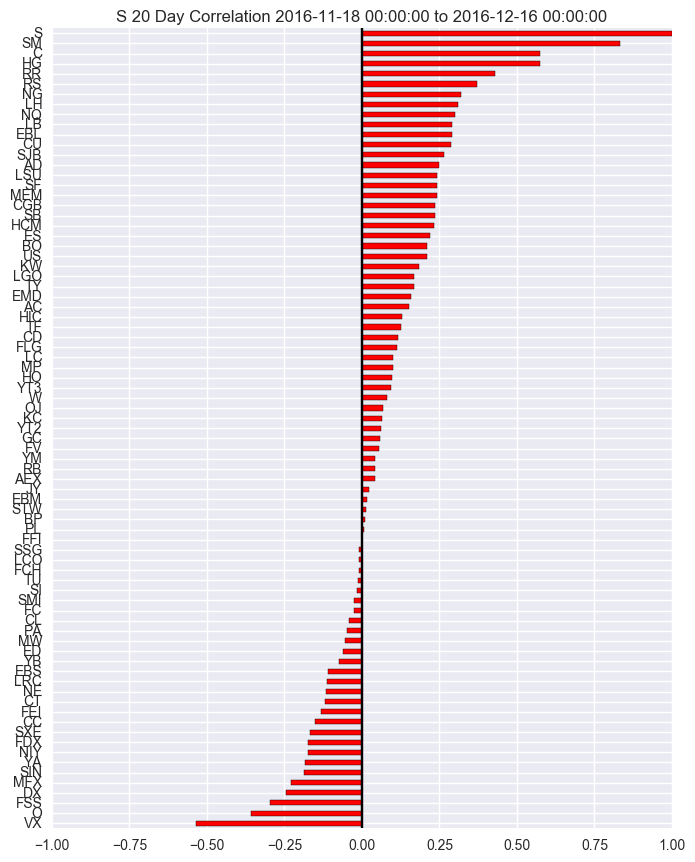 S 20 Day Correlation 2016-11-18 00:00:00 to 2016-12-16 00:00:00
S
SM
C
HG
RR
RS
NG
LH
NQ
LB
EBL
CU
SJB
AD
LSU
SF
MEM
CGB
SB
HCM
ES
BO
US
KW
LGO
TY
EMD
AC
HIC
TF
CD
FLG
LC
MP
HO
YT3
W
OJ
KC
YT2
GC
FV
YM
RB
AEX
JY
EBM
STW
BP
PL
FFI
SSG
LCO
FCH
TU
SI
SMI
FC
CL
PA
MW
ED
YB
EBS
LRC
NE
CT
FEI
CC
SXE
FDX
NIY
YA
SIN
MFX
DX
FSS
O
VX
−1.00 −0.75 −0.50 −0.25 0.00 0.25 0.50 0.75 1.00